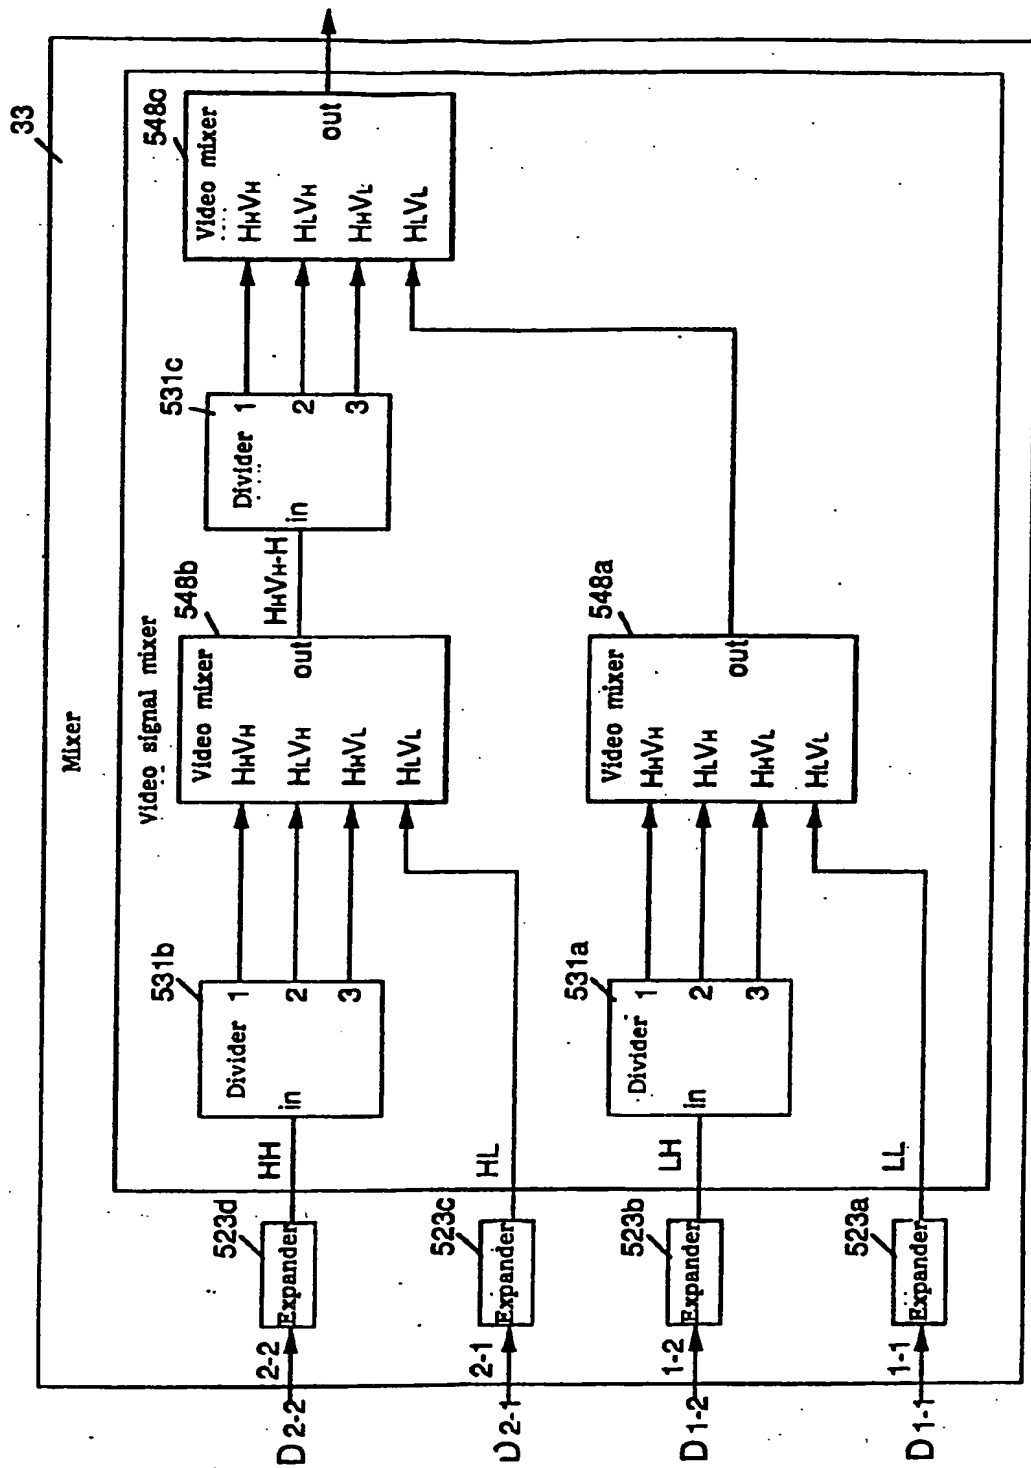 33
Mixer
Video signal mixer
D2-2
2-2
Expander
523d
HH
Divider
in
1
2
3
531b
Video mixer
HHVH
HLVH
HHVL
HLVL
out
548b
HHVH-H
Divider
in
1
2
3
531c
Video mixer
HHVH
HLVH
HHVL
HLVL
out
548c
D2-1
2-1
Expander
523c
HL
D1-2
1-2
Expander
523b
LH
Divider
in
1
2
3
531a
Video mixer
HHVH
HLVH
HHVL
HLVL
out
548a
D1-1
1-1
Expander
523a
LL